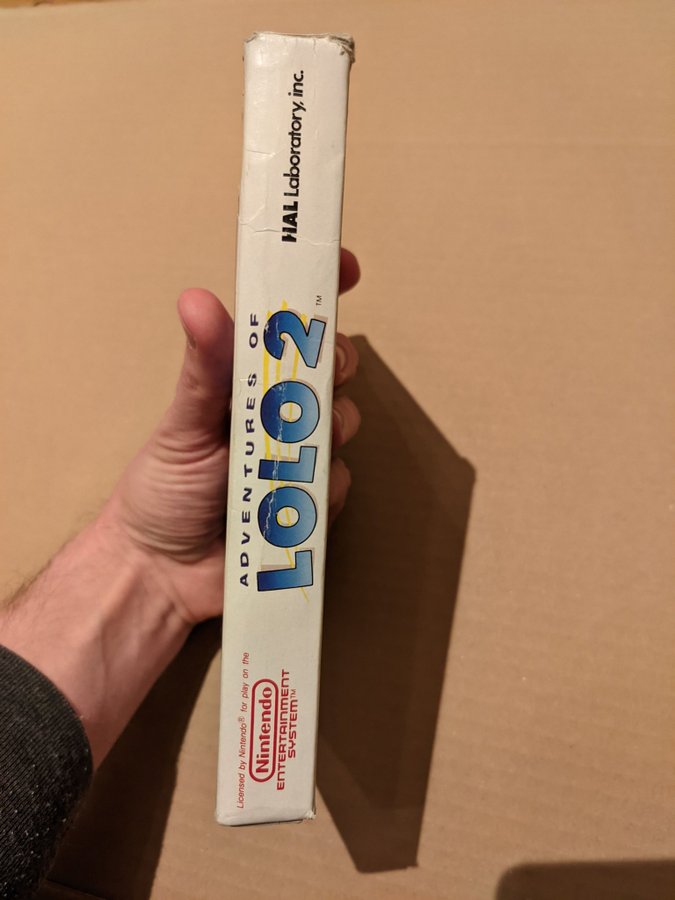 Licensed by Nintendo® for play on the
Nintendo
ENTERTAINMENT
SYSTEM™
ADVENTURES OF
LOLO 2™
HAL Laboratory, inc.